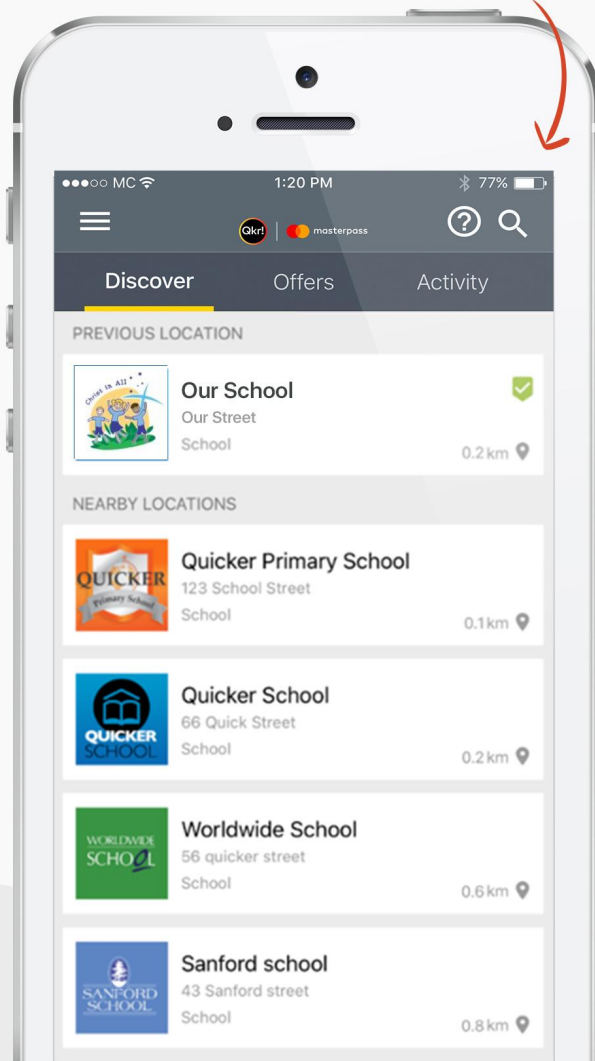 MC 1:20 PM 77%
Qkr! masterpass
Discover Offers Activity
PREVIOUS LOCATION
Christ in All
Our School
Our Street
School
0.2 km
NEARBY LOCATIONS
QUICKER
Primary School
Quicker Primary School
123 School Street
School
0.1 km
QUICKER
SCHOOL
Quicker School
66 Quick Street
School
0.2 km
WORLDWIDE
SCHOOL
Worldwide School
56 quicker street
School
0.6 km
SANFORD
SCHOOL
Sanford school
43 Sanford street
School
0.8 km